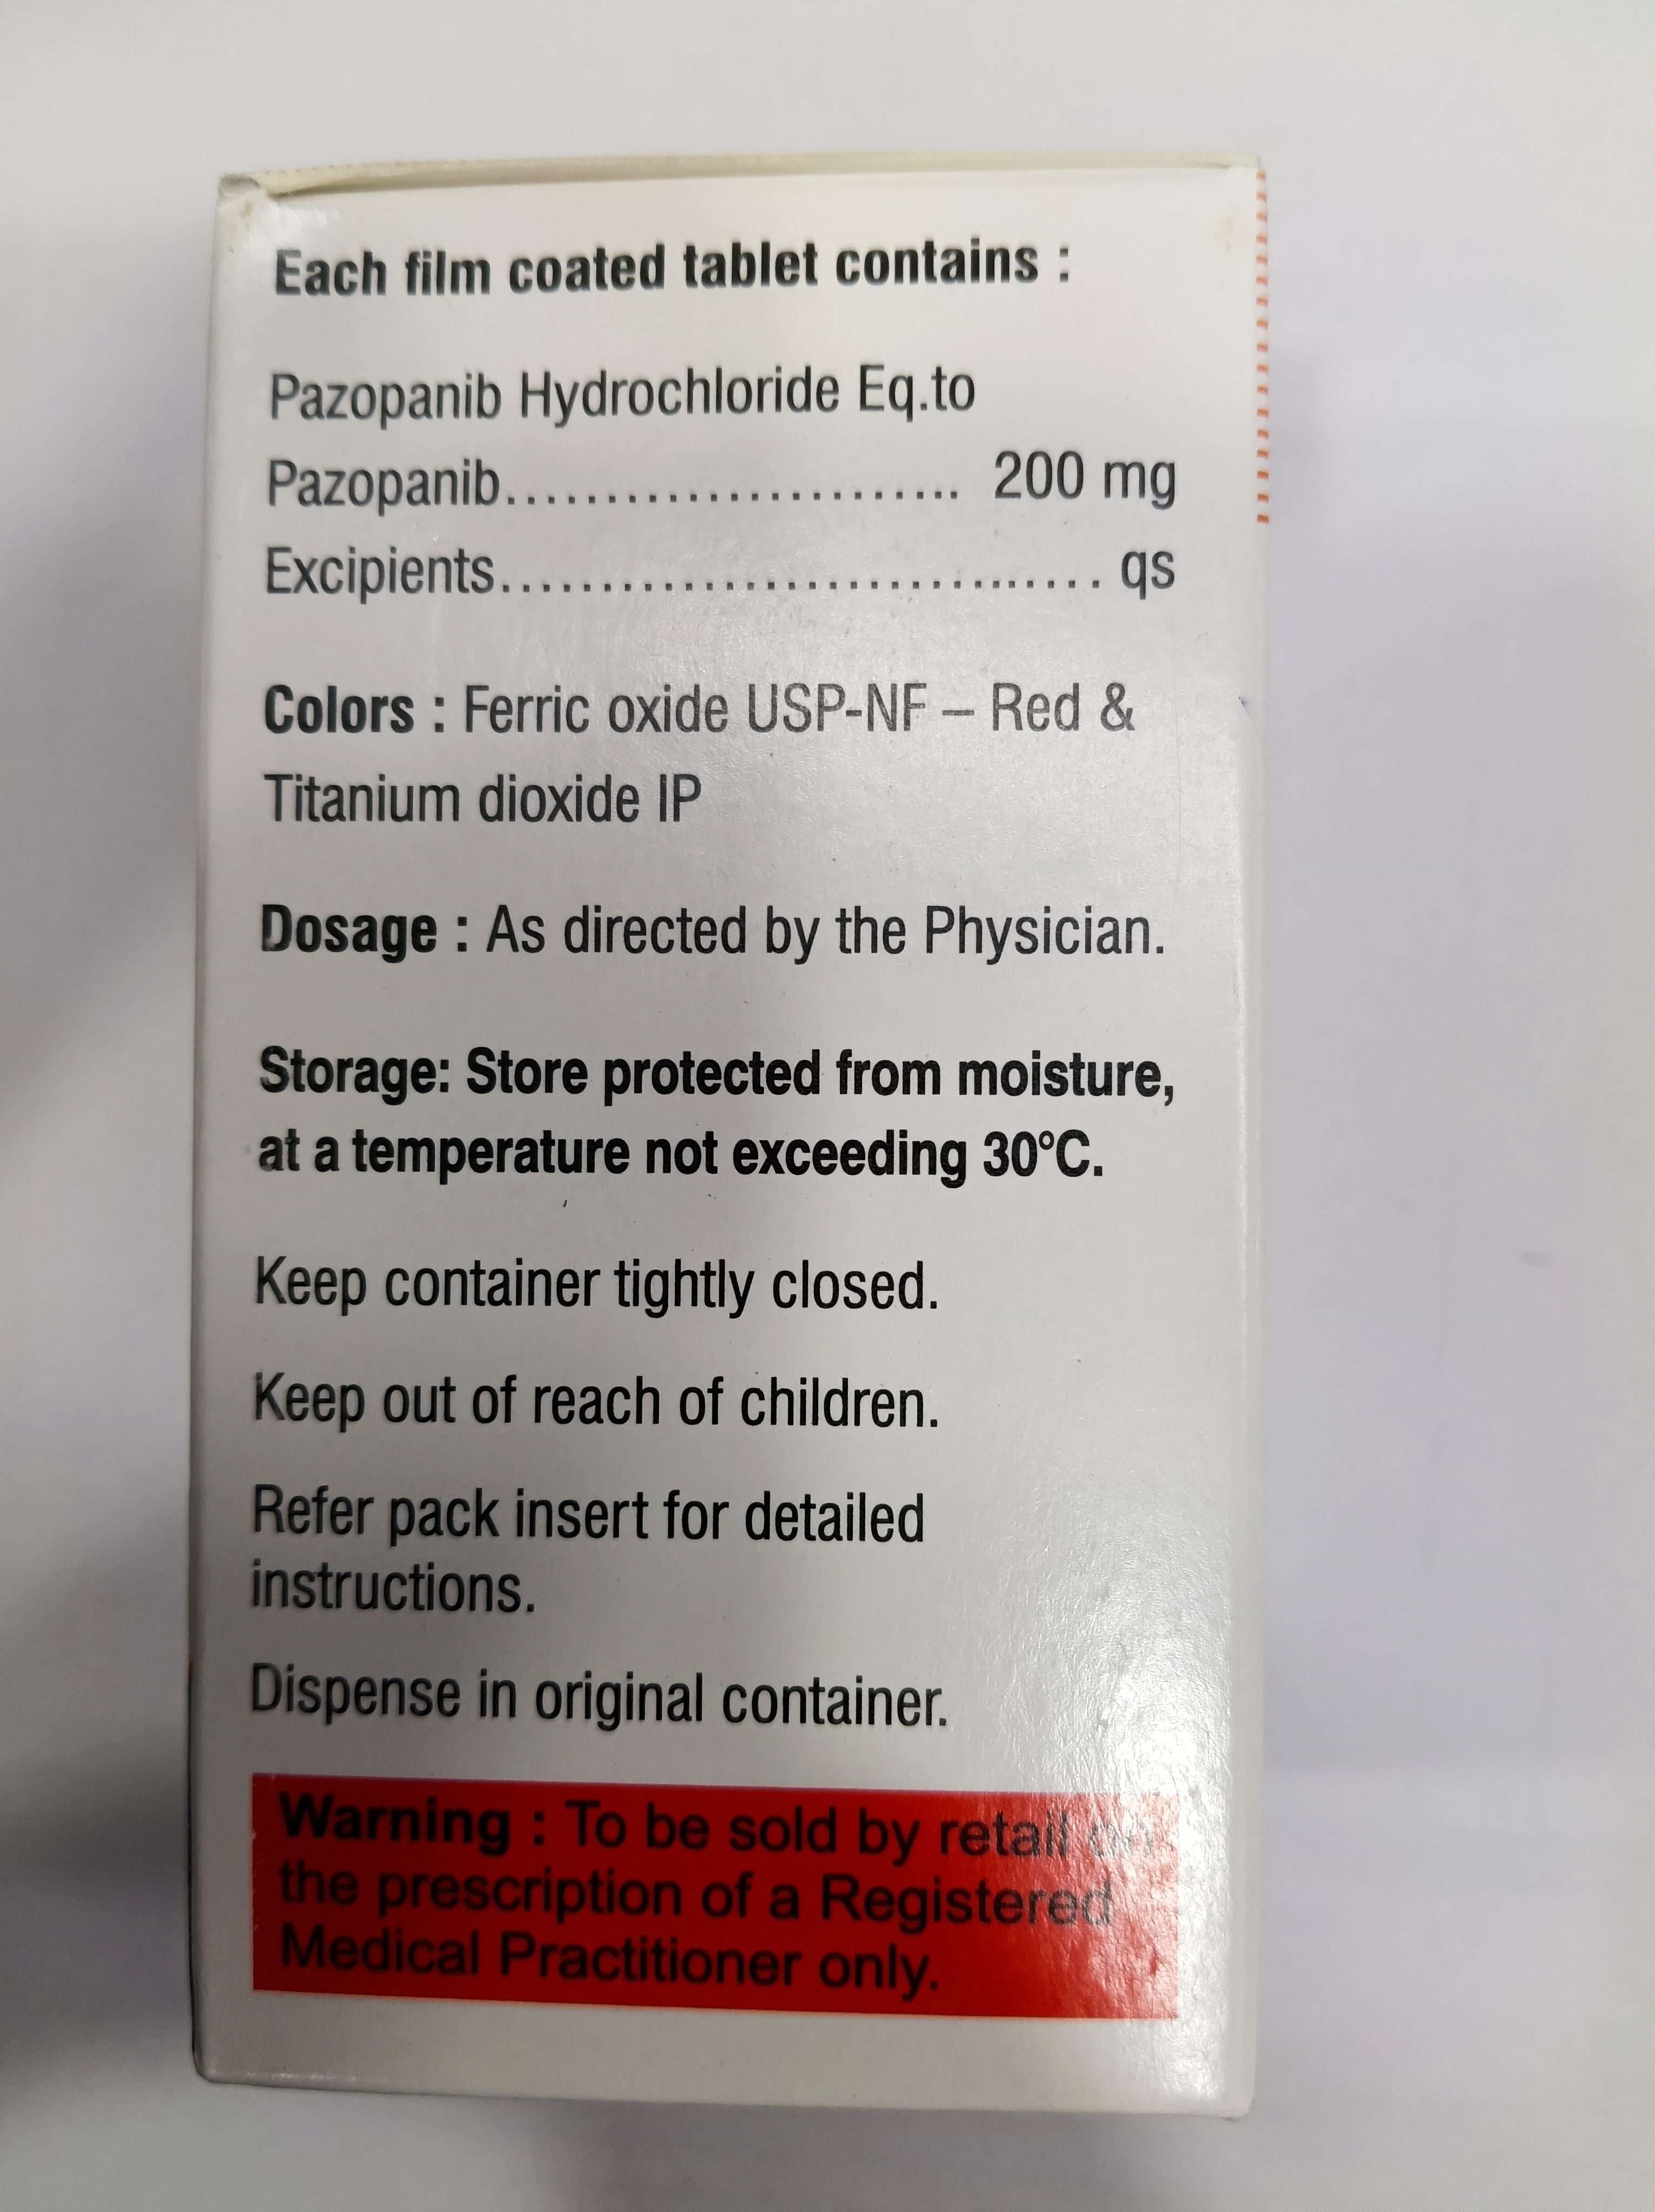 Each film coated tablet contains :
Pazopanib Hydrochloride Eq.to
Pazopanib....................... 200 mg
Excipients.............................. qs
Colors : Ferric oxide USP-NF – Red &
Titanium dioxide IP
Dosage : As directed by the Physician.
Storage: Store protected from moisture,
at a temperature not exceeding 30°C.
Keep container tightly closed.
Keep out of reach of children.
Refer pack insert for detailed
instructions.
Dispense in original container.
Warning : To be sold by retail on
the prescription of a Registered
Medical Practitioner only.